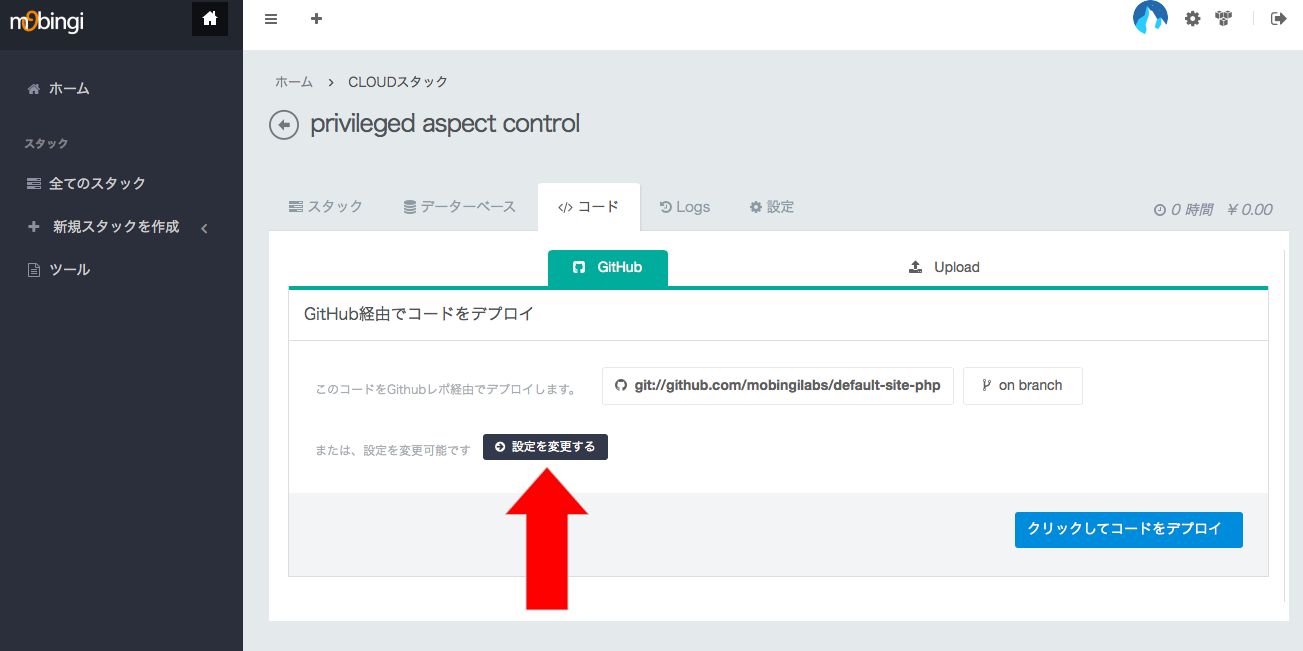 mobingi
ホーム
スタック
全てのスタック
新規スタックを作成
ツール
ホーム › CLOUDスタック
privileged aspect control
スタック データーベース コード Logs 設定 0 時間 ¥ 0.00
GitHub Upload
GitHub経由でコードをデプロイ
このコードをGithubレポ経由でデプロイします。 git://github.com/mobingilabs/default-site-php on branch
または、設定を変更可能です 設定を変更する
クリックしてコードをデプロイ